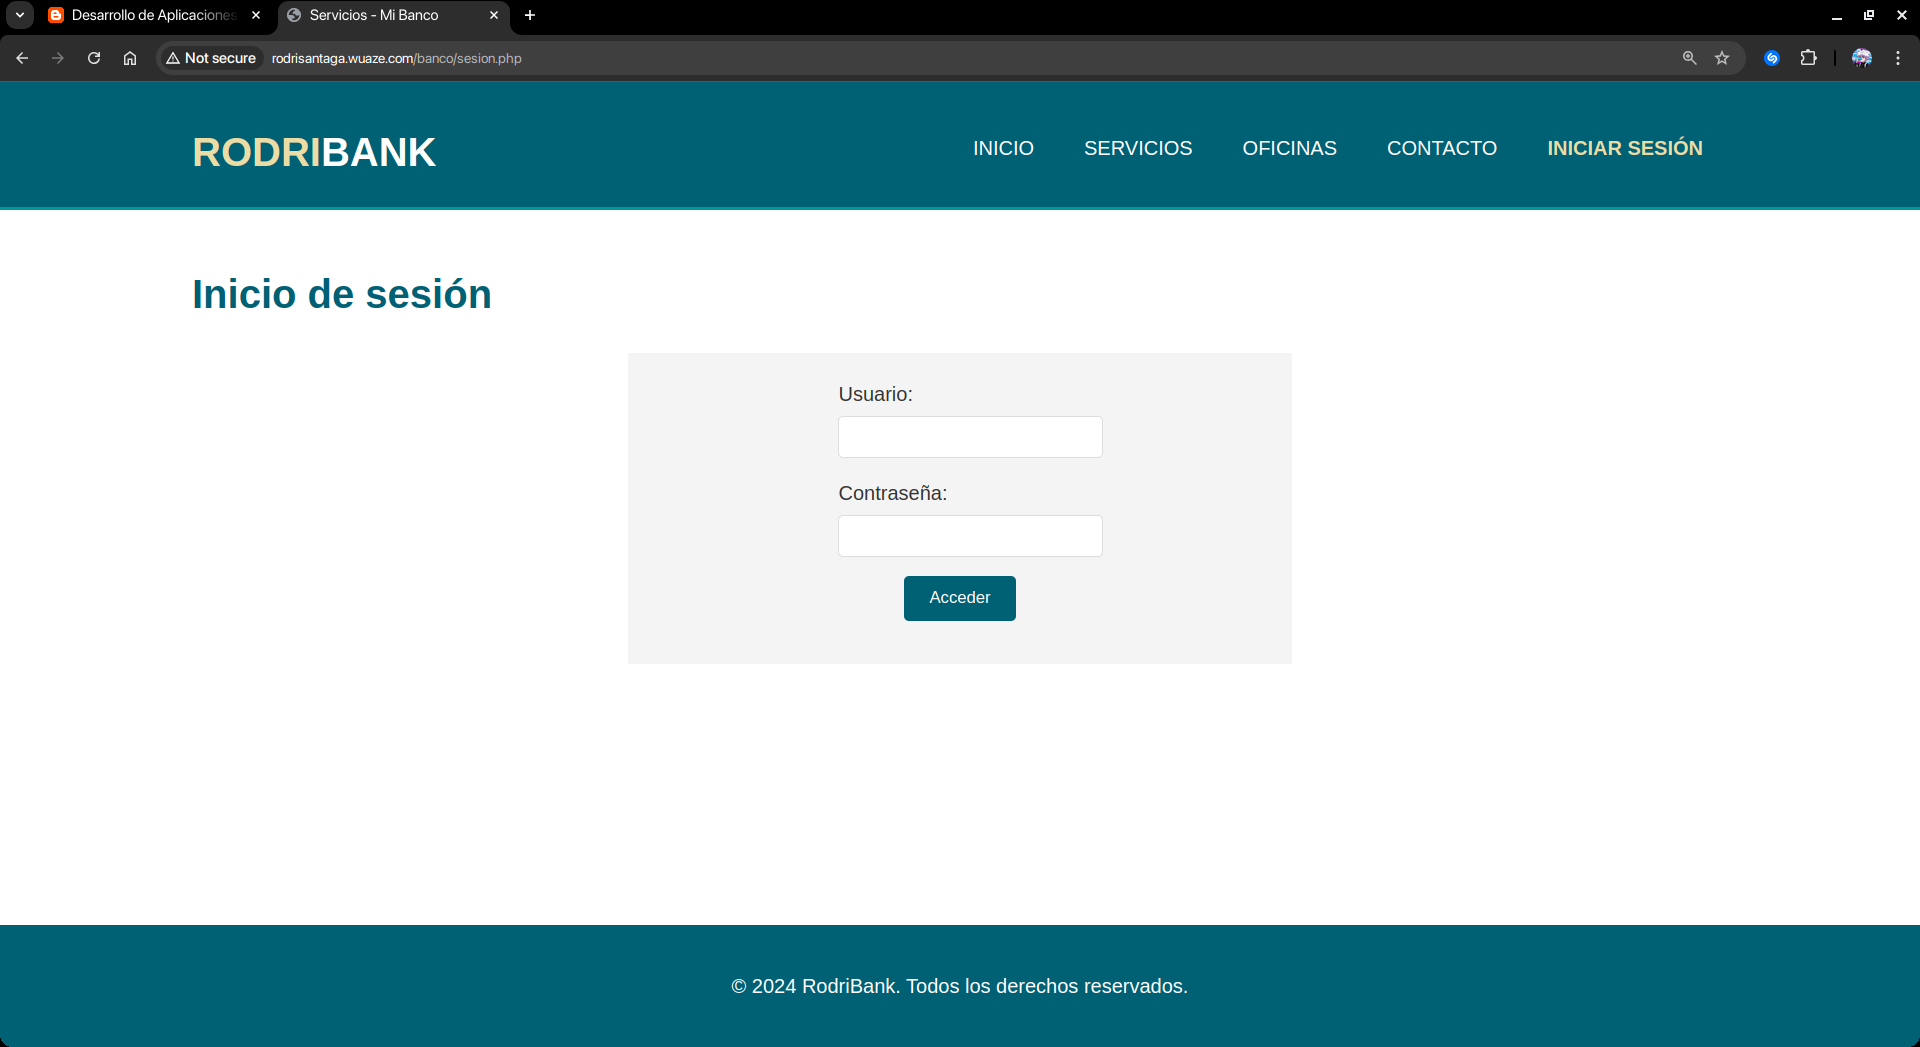 Desarrollo de Aplicaciones
Servicios - Mi Banco
Not secure
rodrisantaga.wuaze.com/banco/sesion.php
RODRIBANK
INICIO
SERVICIOS
OFICINAS
CONTACTO
INICIAR SESIÓN
Inicio de sesión
Usuario:
Contraseña:
Acceder
© 2024 RodriBank. Todos los derechos reservados.